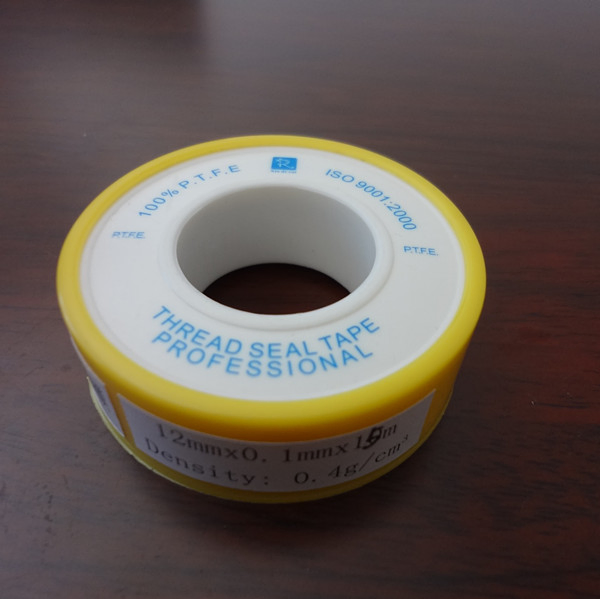 100% P.T.F.E
R
ISO 9001:2000
P.T.F.E.
P.T.F.E.
THREAD SEAL TAPE
PROFESSIONAL
12mmx0.1mmx15m
Density: 0.4g/cm³